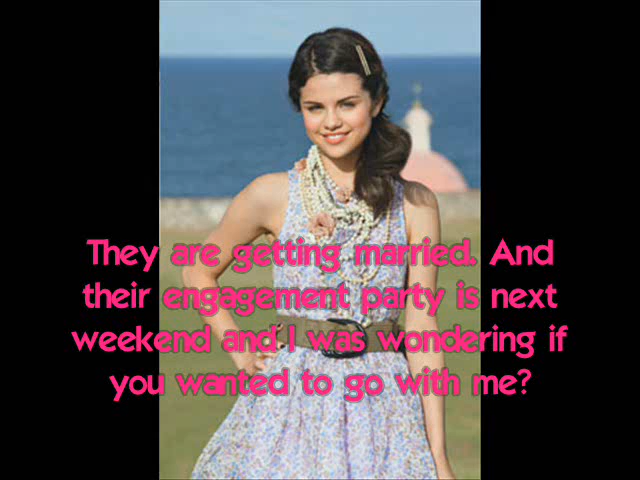 They are getting married. And
their engagement party is next
weekend and I was wondering if
you wanted to go with me?